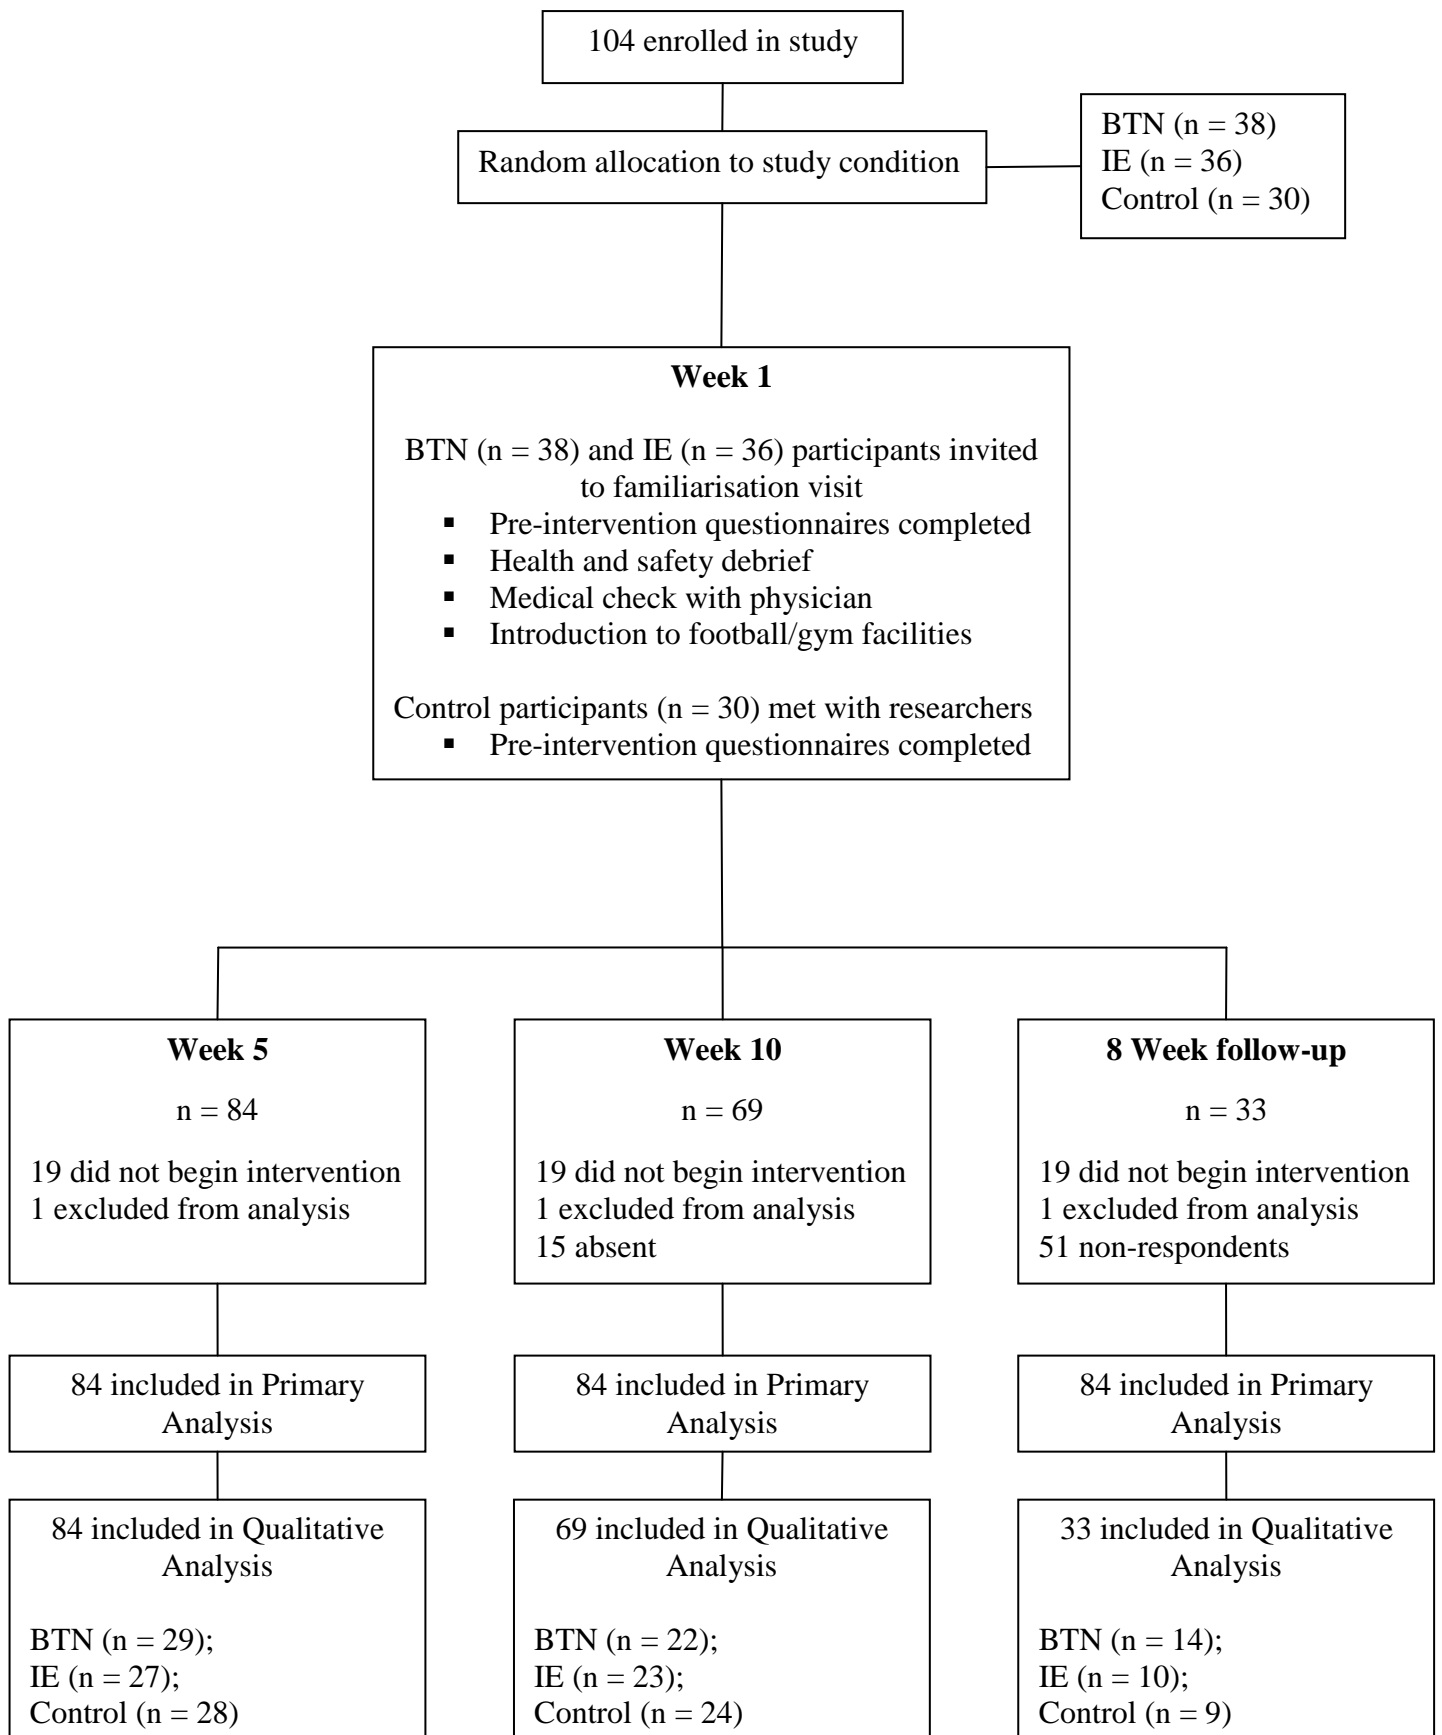 104 enrolled in study
Random allocation to study condition
BTN (n = 38)
IE (n = 36)
Control (n = 30)
Week 1
BTN (n = 38) and IE (n = 36) participants invited
to familiarisation visit
▪ Pre-intervention questionnaires completed
▪ Health and safety debrief
▪ Medical check with physician
▪ Introduction to football/gym facilities
Control participants (n = 30) met with researchers
▪ Pre-intervention questionnaires completed
Week 5
n = 84
19 did not begin intervention
1 excluded from analysis
Week 10
n = 69
19 did not begin intervention
1 excluded from analysis
15 absent
8 Week follow-up
n = 33
19 did not begin intervention
1 excluded from analysis
51 non-respondents
84 included in Primary
Analysis
84 included in Primary
Analysis
84 included in Primary
Analysis
84 included in Qualitative
Analysis
BTN (n = 29);
IE (n = 27);
Control (n = 28)
69 included in Qualitative
Analysis
BTN (n = 22);
IE (n = 23);
Control (n = 24)
33 included in Qualitative
Analysis
BTN (n = 14);
IE (n = 10);
Control (n = 9)